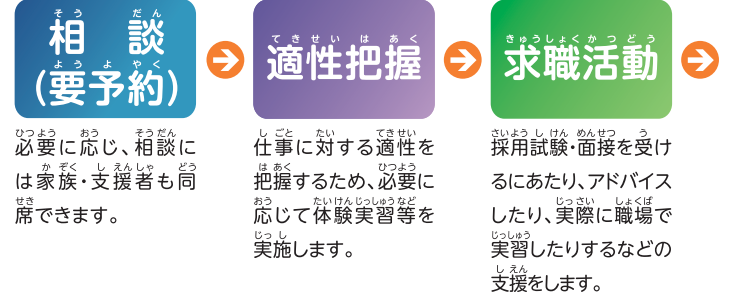 相談
(要予約)
必要に応じ、相談に
は家族・支援者も同
席できます。
適性把握
仕事に対する適性を
把握するため、必要に
応じて体験実習等を
実施します。
求職活動
採用試験・面接を受け
るにあたり、アドバイス
したり、実際に職場で
実習したりするなどの
支援をします。